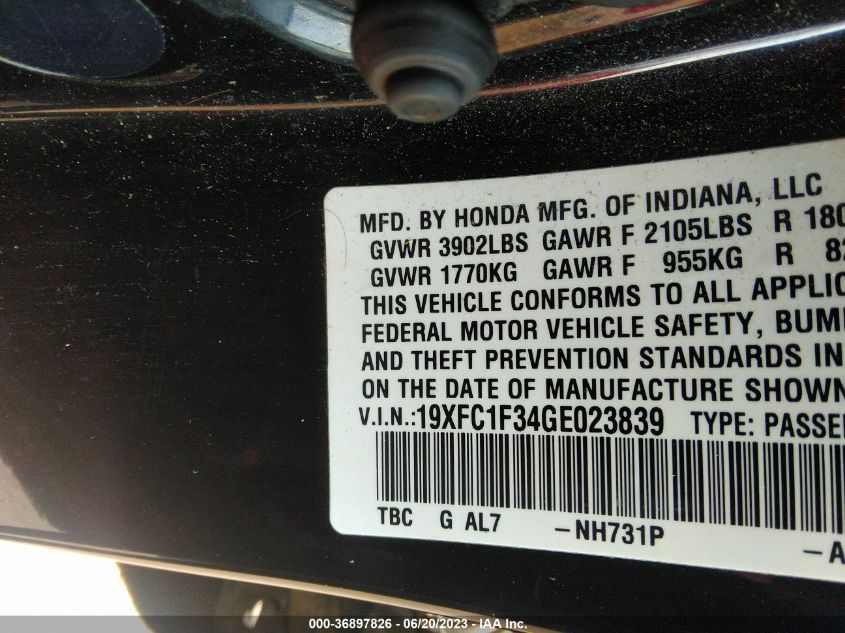 MFD. BY HONDA MFG. OF INDIANA, LLC
GVWR 3902LBS GAWR F 2105LBS R 180
GVWR 1770KG GAWR F 955KG R 82
THIS VEHICLE CONFORMS TO ALL APPLIC
FEDERAL MOTOR VEHICLE SAFETY, BUM
AND THEFT PREVENTION STANDARDS IN
ON THE DATE OF MANUFACTURE SHOWN
V.I.N.:19XFC1F34GE023839 TYPE: PASSE
TBC G AL7 -NH731P
-A
000-36897826 - 06/20/2023 - IAA Inc.